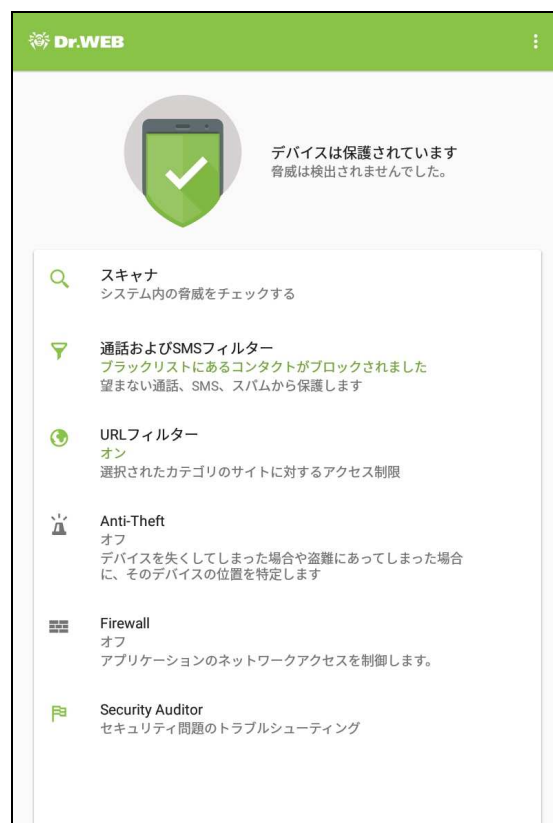 Dr.WEB
デバイスは保護されています
脅威は検出されませんでした。
スキャナ
システム内の脅威をチェックする
通話およびSMSフィルター
ブラックリストにあるコンタクトがブロックされました
望まない通話、SMS、スパムから保護します
URLフィルター
オン
選択されたカテゴリのサイトに対するアクセス制限
Anti-Theft
オフ
デバイスを失くしてしまった場合や盗難にあってしまった場合
に、そのデバイスの位置を特定します
Firewall
オフ
アプリケーションのネットワークアクセスを制御します。
Security Auditor
セキュリティ問題のトラブルシューティング